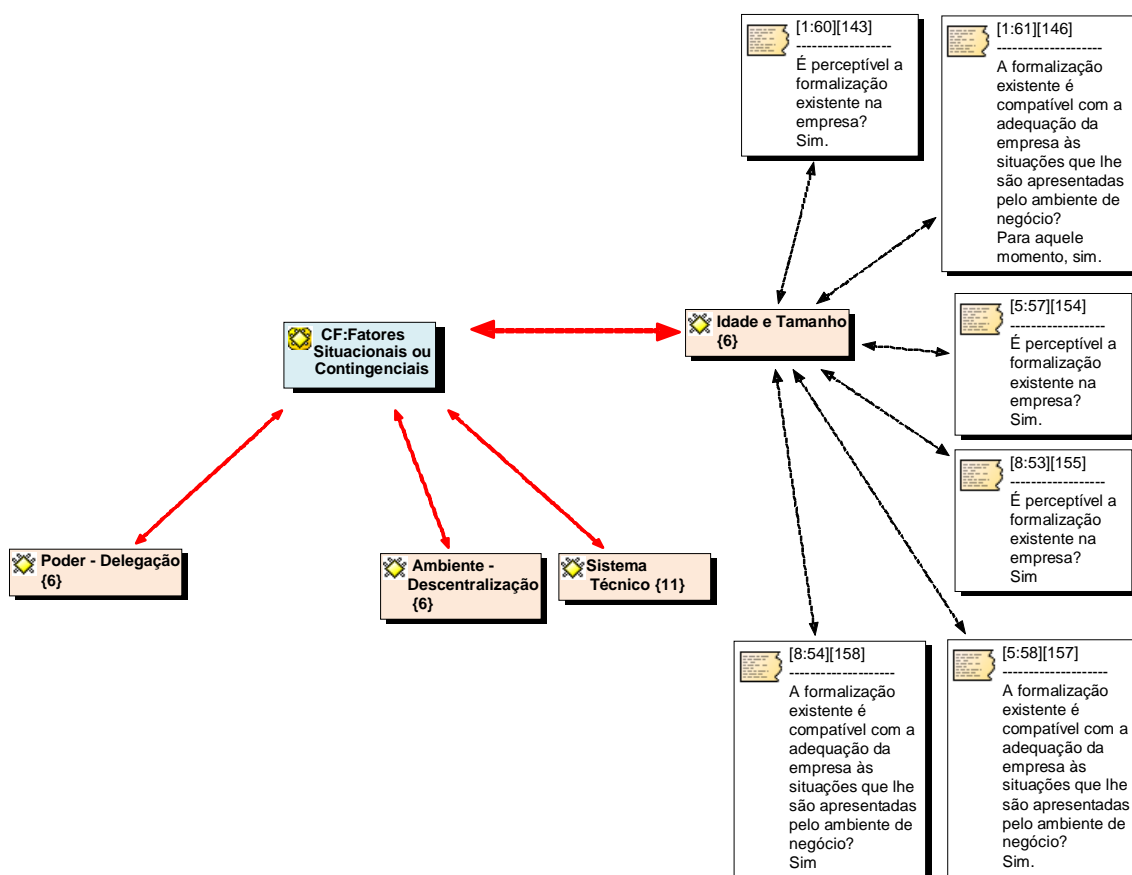 [1:60][143]
-------------------
É perceptível a
formalização
existente na
empresa?
Sim.
[1:61][146]
--------------------
A formalização
existente é
compatível com a
adequação da
empresa às
situações que lhe
são apresentadas
pelo ambiente de
negócio?
Para aquele
momento, sim.
CF:Fatores
Situacionais ou
Contingenciais
Idade e Tamanho
{6}
[5:57][154]
-------------------
É perceptível a
formalização
existente na
empresa?
Sim.
[8:53][155]
-------------------
É perceptível a
formalização
existente na
empresa?
Sim
Poder - Delegação
{6}
Ambiente -
Descentralização
{6}
Sistema
Técnico {11}
[8:54][158]
--------------------
A formalização
existente é
compatível com a
adequação da
empresa às
situações que lhe
são apresentadas
pelo ambiente de
negócio?
Sim
[5:58][157]
--------------------
A formalização
existente é
compatível com a
adequação da
empresa às
situações que lhe
são apresentadas
pelo ambiente de
negócio?
Sim.